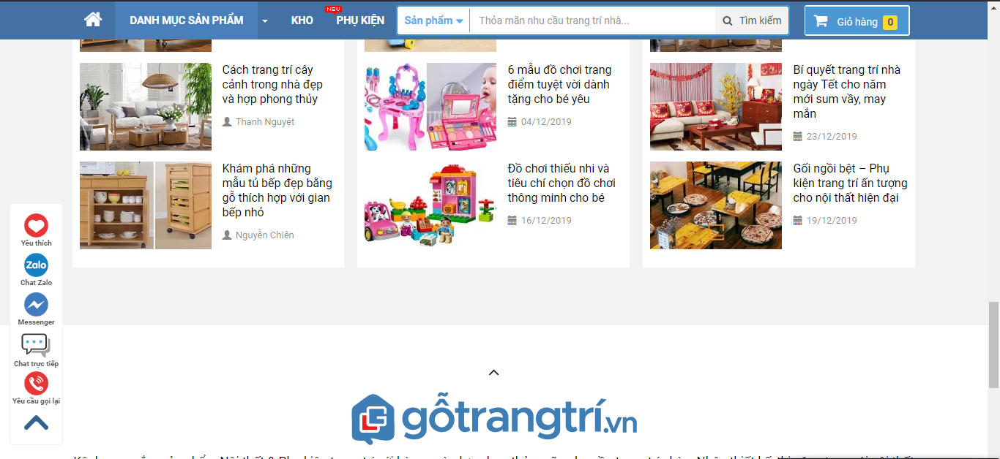 DANH MỤC SẢN PHẨM
KHO
NEW
PHỤ KIỆN
Sản phẩm
Thỏa mãn nhu cầu trang trí nhà...
Tìm kiếm
Giỏ hàng 0
Cách trang trí cây
cảnh trong nhà đẹp
và hợp phong thủy
Thanh Nguyệt
Khám phá những
mẫu tủ bếp đẹp bằng
gỗ thích hợp với gian
bếp nhỏ
Nguyễn Chiên
6 mẫu đồ chơi trang
điểm tuyệt vời dành
tặng cho bé yêu
04/12/2019
Đồ chơi thiếu nhi và
tiêu chí chọn đồ chơi
thông minh cho bé
16/12/2019
Bí quyết trang trí nhà
ngày Tết cho năm
mới sum vầy, may
mắn
23/12/2019
Gối ngồi bệt – Phụ
kiện trang trí ấn tượng
cho nội thất hiện đại
19/12/2019
Yêu thích
Zalo
Chat Zalo
Messenger
Chat trực tiếp
Yêu cầu gọi lại
gỗtrangtrí.vn